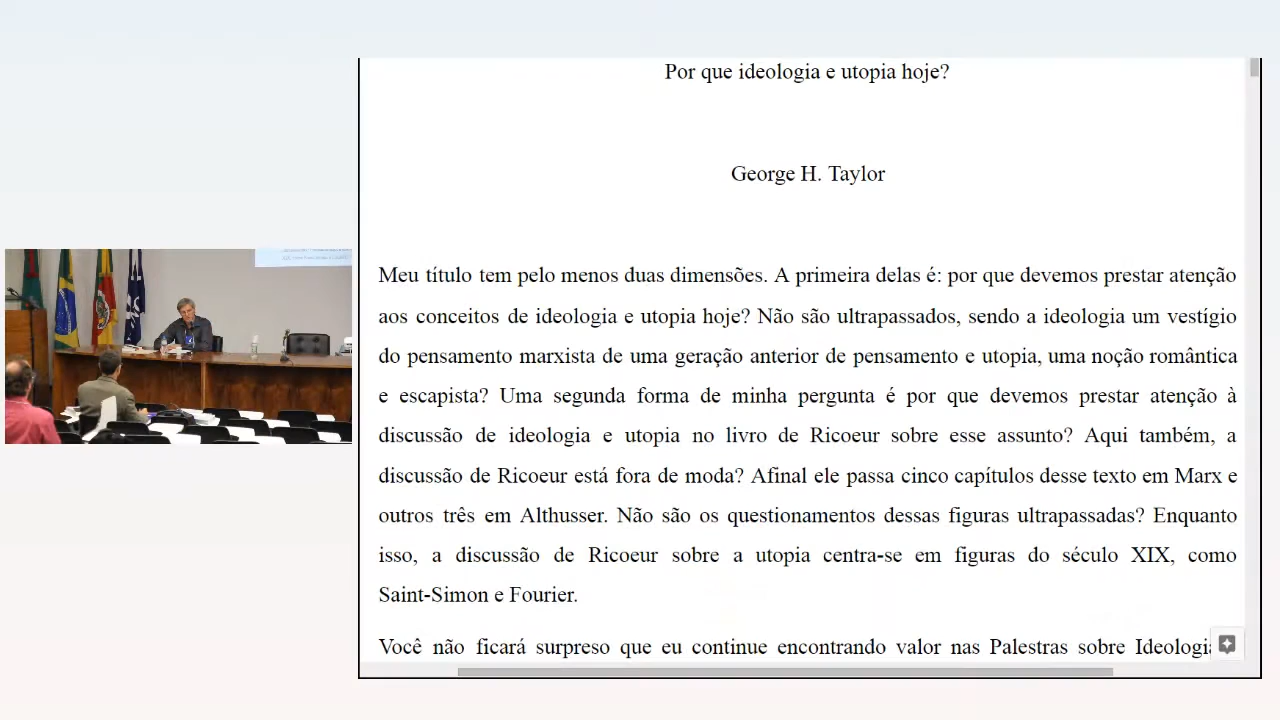 Por que ideologia e utopia hoje?
George H. Taylor
Meu título tem pelo menos duas dimensões. A primeira delas é: por que devemos prestar atenção
aos conceitos de ideologia e utopia hoje? Não são ultrapassados, sendo a ideologia um vestígio
do pensamento marxista de uma geração anterior de pensamento e utopia, uma noção romântica
e escapista? Uma segunda forma de minha pergunta é por que devemos prestar atenção à
discussão de ideologia e utopia no livro de Ricoeur sobre esse assunto? Aqui também, a
discussão de Ricoeur está fora de moda? Afinal ele passa cinco capítulos desse texto em Marx e
outros três em Althusser. Não são os questionamentos dessas figuras ultrapassadas? Enquanto
isso, a discussão de Ricoeur sobre a utopia centra-se em figuras do século XIX, como
Saint-Simon e Fourier.
Você não ficará surpreso que eu continue encontrando valor nas Palestras sobre Ideologia